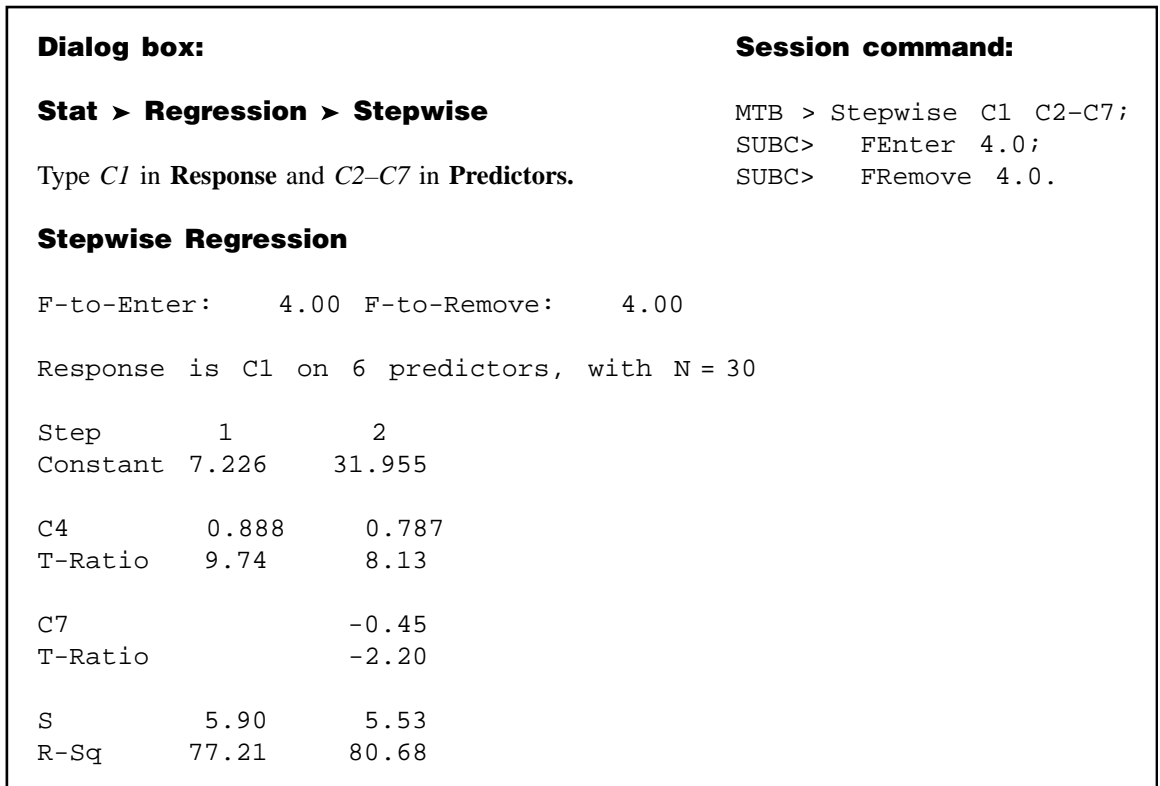 Dialog box:
Stat ➤ Regression ➤ Stepwise
Type C1 in Response and C2–C7 in Predictors.
Session command:
MTB > Stepwise C1 C2–C7;
SUBC> FEnter 4.0;
SUBC> FRemove 4.0.
Stepwise Regression
F-to-Enter: 4.00 F-to-Remove: 4.00
Response is C1 on 6 predictors, with N = 30
Step 1 2
Constant 7.226 31.955
C4 0.888 0.787
T-Ratio 9.74 8.13
C7 -0.45
T-Ratio -2.20
S 5.90 5.53
R-Sq 77.21 80.68